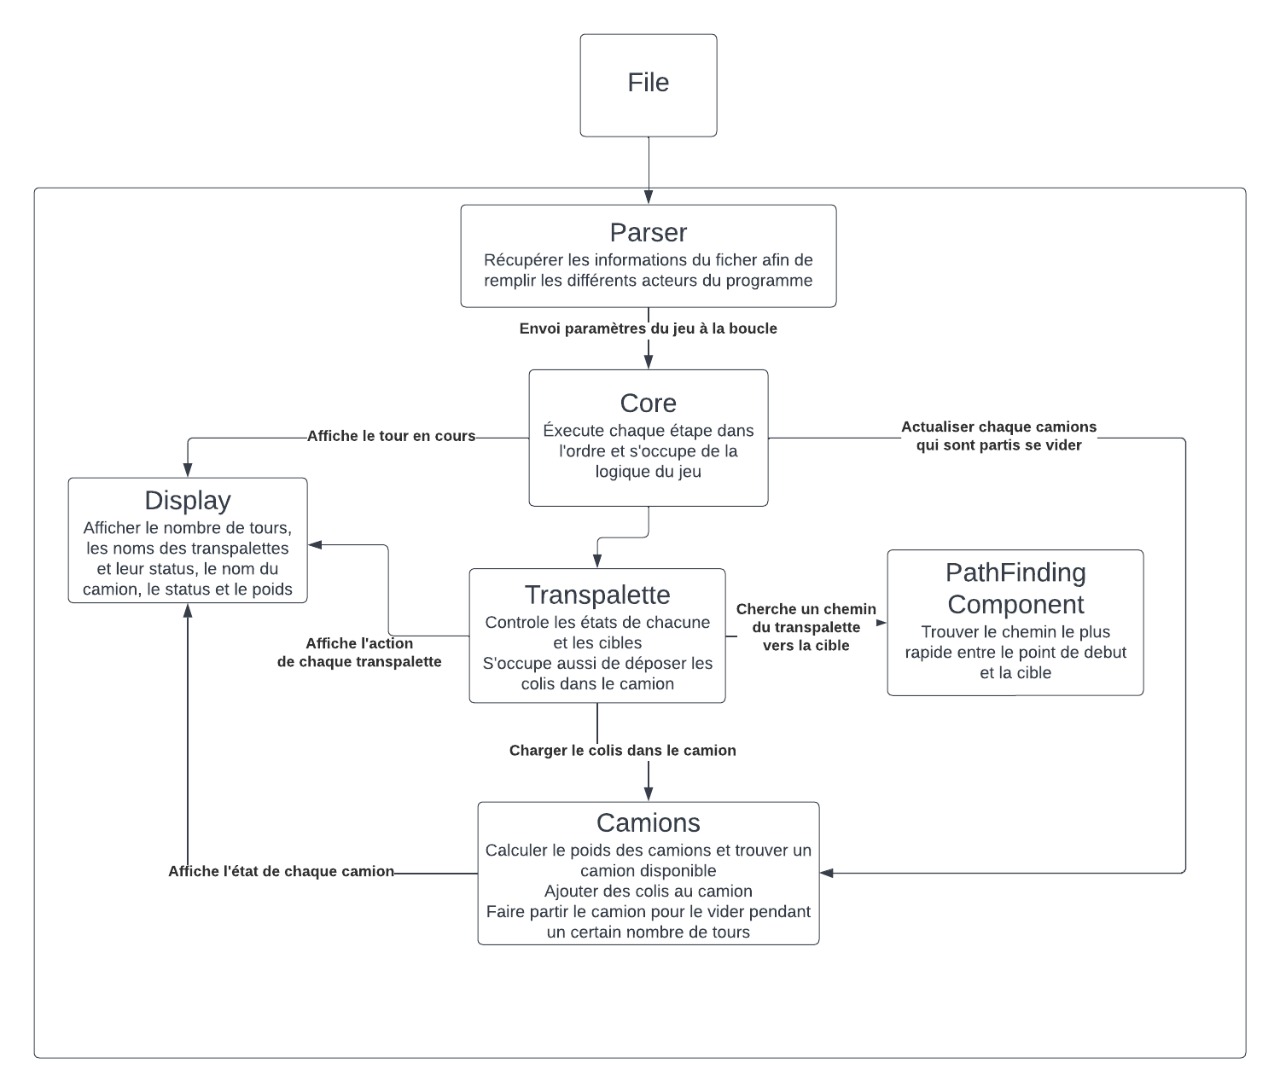 File
Parser
Récupérer les informations du ficher afin de
remplir les différents acteurs du programme
Envoi paramètres du jeu à la boucle
Core
Éxecute chaque étape dans
l'ordre et s'occupe de la
logique du jeu
Affiche le tour en cours
Actualiser chaque camions
qui sont partis se vider
Display
Afficher le nombre de tours,
les noms des transpalettes
et leur status, le nom du
camion, le status et le poids
Transpalette
Controle les états de chacune
et les cibles
S'occupe aussi de déposer les
colis dans le camion
Affiche l'action
de chaque transpalette
Cherche un chemin
du transpalette
vers la cible
PathFinding
Component
Trouver le chemin le plus
rapide entre le point de debut
et la cible
Charger le colis dans le camion
Camions
Calculer le poids des camions et trouver un
camion disponible
Ajouter des colis au camion
Faire partir le camion pour le vider pendant
un certain nombre de tours
Affiche l'état de chaque camion